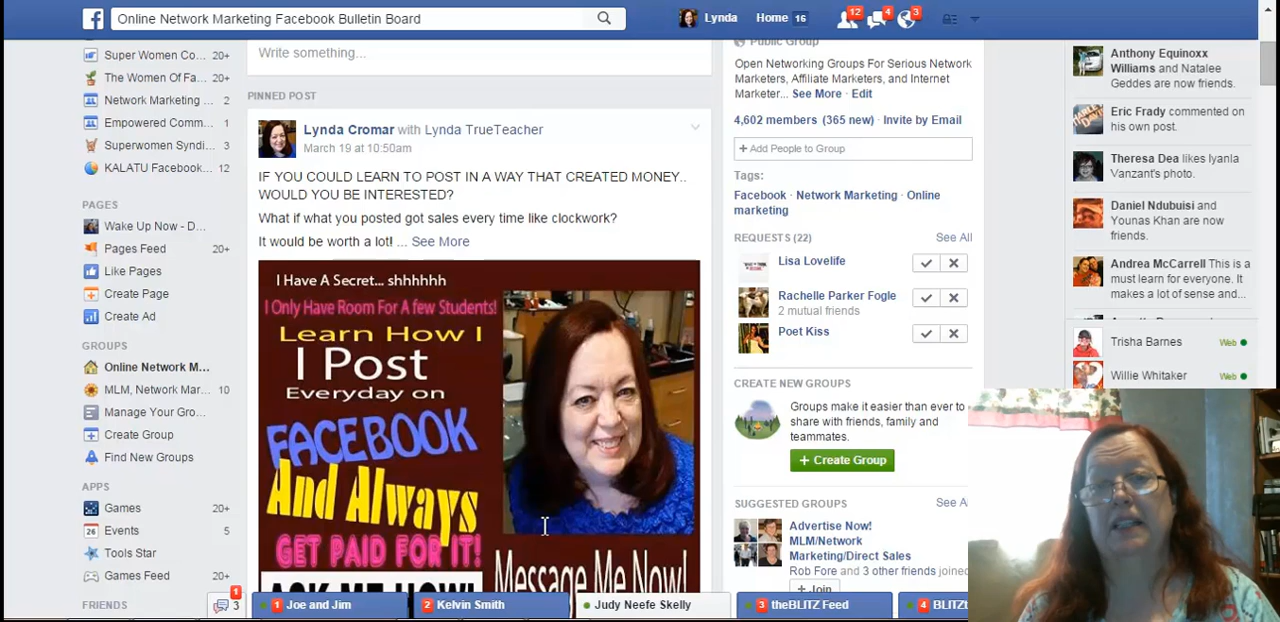 Online Network Marketing Facebook Bulletin Board
Lynda
Home 16
12
4
3
Super Women Co... 20+
The Women Of Fa... 20+
Network Marketing ... 2
Empowered Comm... 1
Superwomen Syndi... 3
KALATU Facebook... 12
PAGES
Wake Up Now - D...
Pages Feed 20+
Like Pages
Create Page
Create Ad
GROUPS
Online Network M...
MLM, Network Mar... 10
Manage Your Gro...
Create Group
Find New Groups
APPS
Games 20+
Events 5
Tools Star
Games Feed 20+
FRIENDS
Write something...
PINNED POST
Lynda Cromar with Lynda TrueTeacher
March 19 at 10:50am
IF YOU COULD LEARN TO POST IN A WAY THAT CREATED MONEY..
WOULD YOU BE INTERESTED?
What if what you posted got sales every time like clockwork?
It would be worth a lot! ... See More
I Have A Secret... shhhhhh
I Only Have Room For A few Students!
Learn How I
I Post
Everyday on
FACEBOOK
And Always
GET PAID FOR IT!
ASK ME NOW!
Message Me Now!
Public Group
Open Networking Groups For Serious Network
Marketers, Affiliate Marketers, and Internet
Marketer... See More · Edit
4,602 members (365 new) · Invite by Email
+ Add People to Group
Tags:
Facebook · Network Marketing · Online
marketing
REQUESTS (22) See All
Lisa Lovelife
Rachelle Parker Fogle
2 mutual friends
Poet Kiss
CREATE NEW GROUPS
Groups make it easier than ever to
share with friends, family and
teammates.
+ Create Group
SUGGESTED GROUPS See A
Advertise Now!
MLM/Network
Marketing/Direct Sales
Rob Fore and 3 other friends joined
+ Join
Anthony Equinoxx
Williams and Natalee
Geddes are now friends.
Eric Frady commented on
his own post.
Theresa Dea likes Iyanla
Vanzant's photo.
Daniel Ndubuisi and
Younas Khan are now
friends.
Andrea McCarrell This is a
must learn for everyone. It
makes a lot of sense and...
Trisha Barnes Web
Willie Whitaker Web
1
3
1 Joe and Jim
2 Kelvin Smith
Judy Neefe Skelly
3 theBLITZ Feed
4 BLITZt